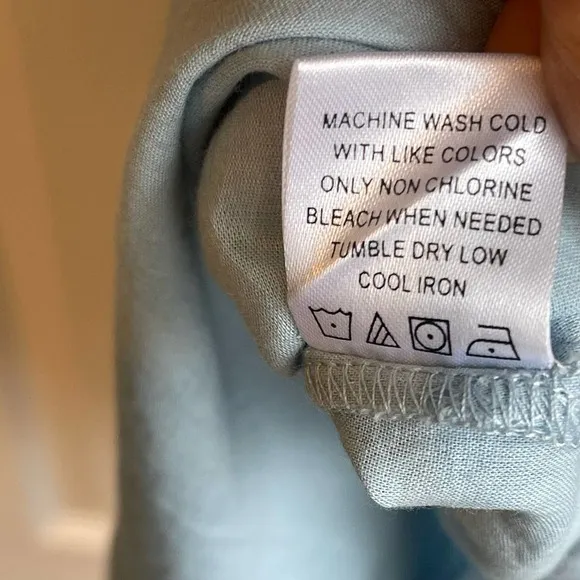 MACHINE WASH COLD
WITH LIKE COLORS
ONLY NON CHLORINE
BLEACH WHEN NEEDED
TUMBLE DRY LOW
COOL IRON